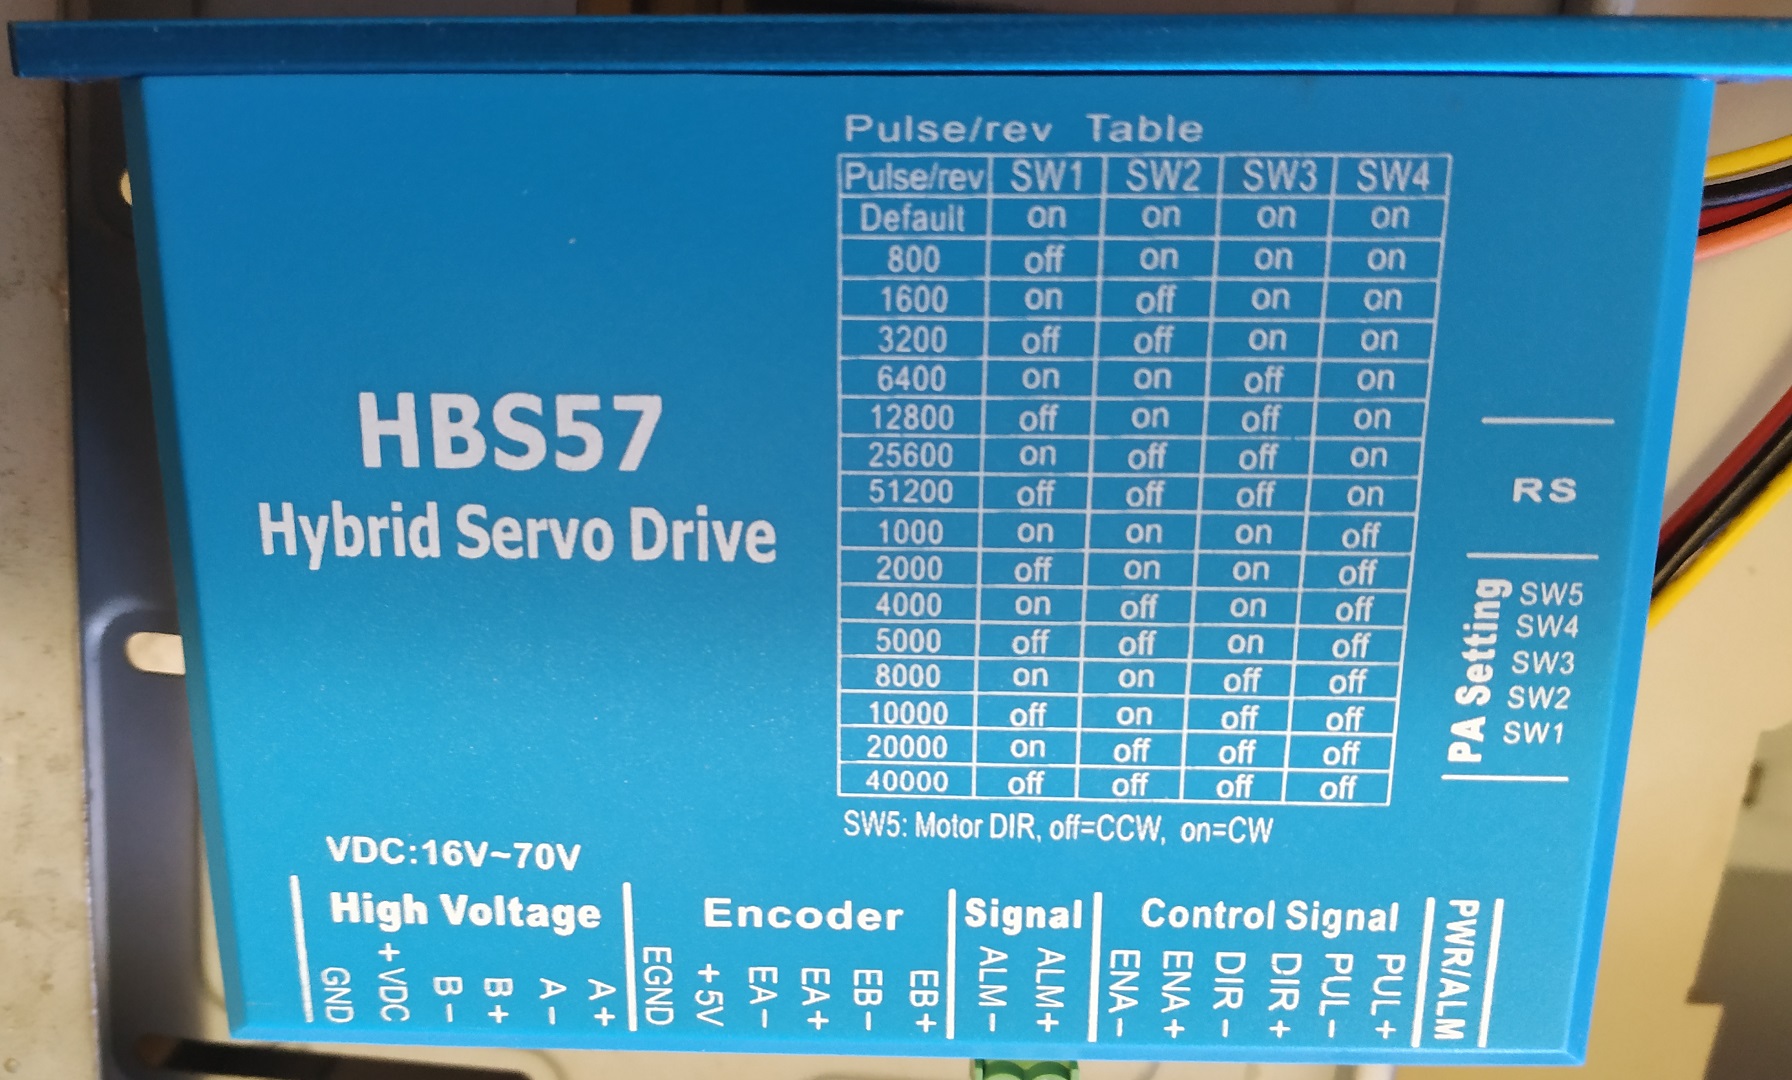 Pulse/rev Table
Pulse/rev SW1 SW2 SW3 SW4
Default on on on on
800 off on on on
1600 on off on on
3200 off off on on
6400 on on off on
12800 off on off on
25600 on off off on
51200 off off off on
1000 on on on off
2000 off on on off
4000 on off on off
5000 off off on off
8000 on on off off
10000 off on off off
20000 on off off off
40000 off off off off
SW5: Motor DIR, off=CCW, on=CW
HBS57
Hybrid Servo Drive
RS
PA Setting
SW5
SW4
SW3
SW2
SW1
VDC:16V~70V
High Voltage
GND
+VDC
B-
B+
A-
A+
Encoder
EGND
+5V
EA-
EA+
EB-
EB+
Signal
ALM-
ALM+
Control Signal
ENA-
ENA+
DIR-
DIR+
PUL-
PUL+
PWR/ALM